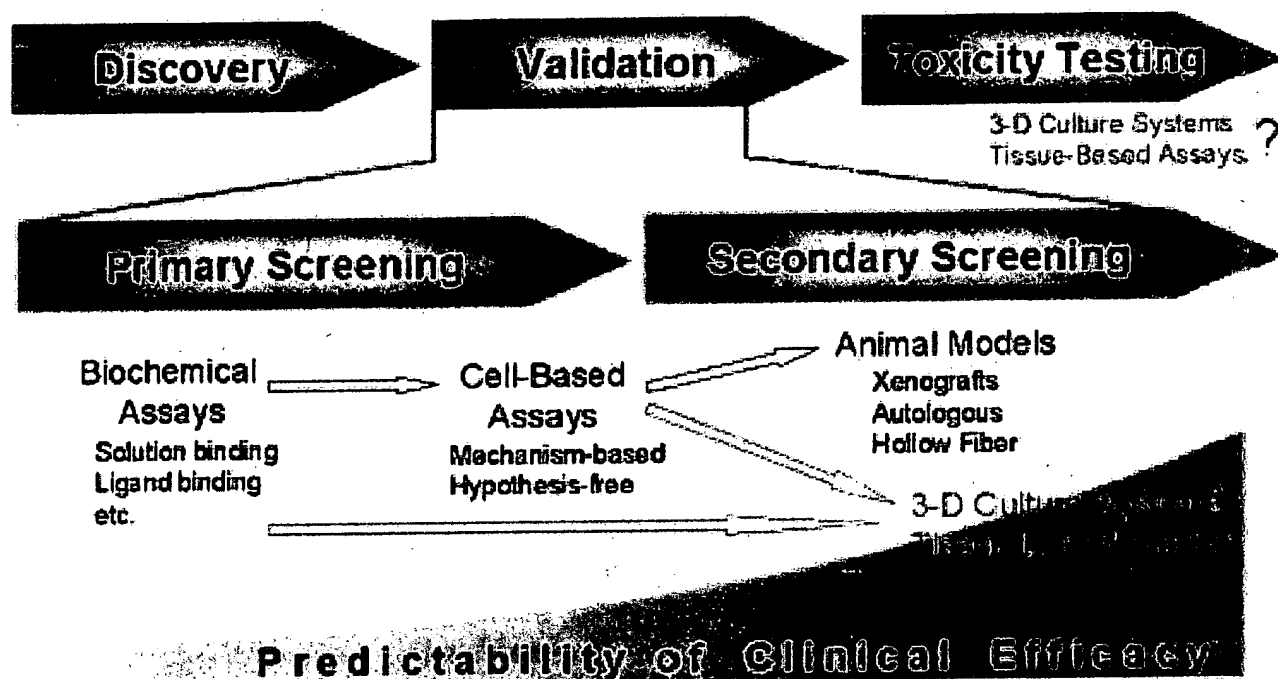 Discovery
Validation
Toxicity Testing
3-D Culture Systems
Tissue-Based Assays
?
Primary Screening
Secondary Screening
Biochemical
Assays
Solution binding
Ligand binding
etc.
Cell-Based
Assays
Mechanism-based
Hypothesis-free
Animal Models
Xenografts
Autologous
Hollow Fiber
3-D Culture
Predictability of Clinical Efficacy